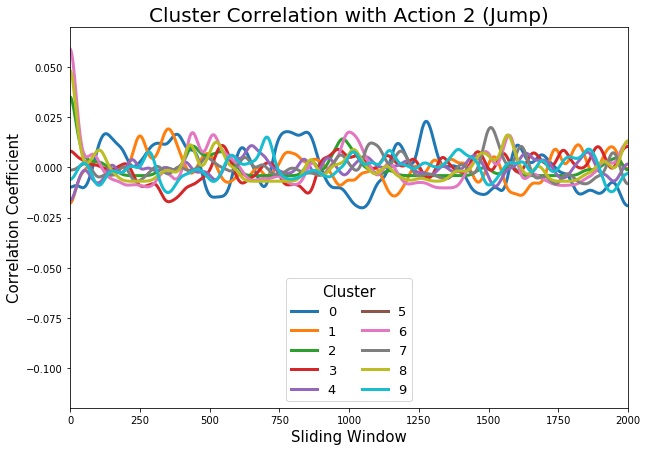 Cluster Correlation with Action 2 (Jump)
Correlation Coefficient
0.050
0.025
0.000
−0.025
−0.050
−0.075
−0.100
Cluster
0 5
1 6
2 7
3 8
4 9
0 250 500 750 1000 1250 1500 1750 2000
Sliding Window